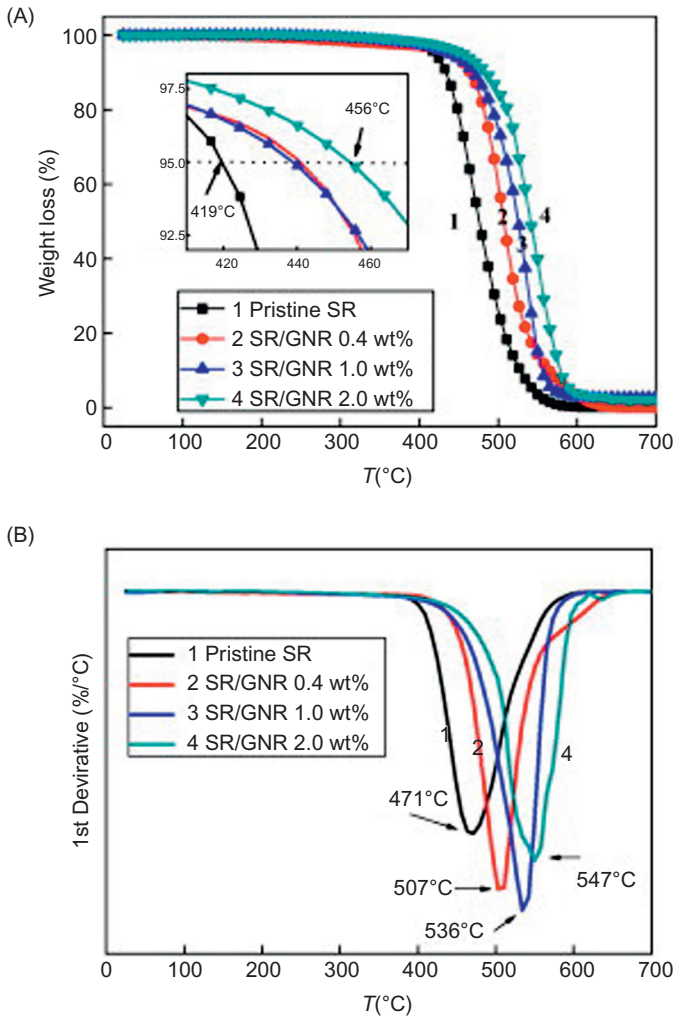 (A)
100
80
60
40
20
0
Weight loss (%)
97.5
95.0
92.5
420
440
460
456°C
419°C
1
2
3
4
1 Pristine SR
2 SR/GNR 0.4 wt%
3 SR/GNR 1.0 wt%
4 SR/GNR 2.0 wt%
0
100
200
300
400
500
600
700
T(°C)
(B)
1st Devirative (%/°C)
1 Pristine SR
2 SR/GNR 0.4 wt%
3 SR/GNR 1.0 wt%
4 SR/GNR 2.0 wt%
1
2
4
471°C
507°C
536°C
547°C
0
100
200
300
400
500
600
700
T(°C)